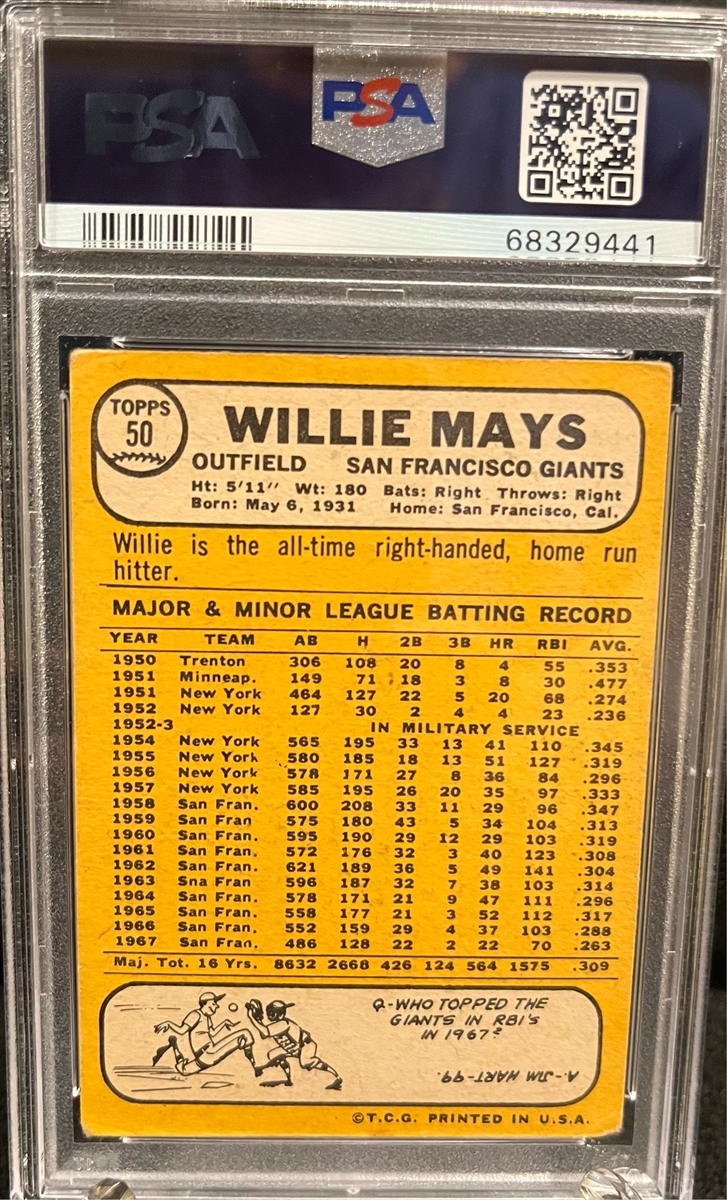 PSA PSA
68329441
TOPPS
50
WILLIE MAYS
OUTFIELD SAN FRANCISCO GIANTS
Ht: 5'11" Wt: 180 Bats: Right Throws: Right
Born: May 6, 1931 Home: San Francisco, Cal.
Willie is the all-time right-handed, home run
hitter.
MAJOR & MINOR LEAGUE BATTING RECORD
YEAR TEAM AB H 2B 3B HR RBI AVG.
1950 Trenton 306 108 20 8 4 55 .353
1951 Minneap. 149 71 18 3 8 30 .477
1951 New York 464 127 22 5 20 68 .274
1952 New York 127 30 2 4 4 23 .236
1952-3 IN MILITARY SERVICE
1954 New York 565 195 33 13 41 110 .345
1955 New York 580 185 18 13 51 127 .319
1956 New York 578 171 27 8 36 84 .296
1957 New York 585 195 26 20 35 97 .333
1958 San Fran. 600 208 33 11 29 96 .347
1959 San Fran 575 180 43 5 34 104 .313
1960 San Fran. 595 190 29 12 29 103 .319
1961 San Fran. 572 176 32 3 40 123 .308
1962 San Fran. 621 189 36 5 49 141 .304
1963 Sna Fran 596 187 32 7 38 103 .314
1964 San Fran. 578 171 21 9 47 111 .296
1965 San Fran. 558 177 21 3 52 112 .317
1966 San Fran. 552 159 29 4 37 103 .288
1967 San Fran. 486 128 22 2 22 70 .263
Maj. Tot. 16 Yrs. 8632 2668 426 124 564 1575 .309
Q-WHO TOPPED THE
GIANTS IN RBI'S
IN 1967?
A-JIM HART-99.
©T.C.G. PRINTED IN U.S.A.